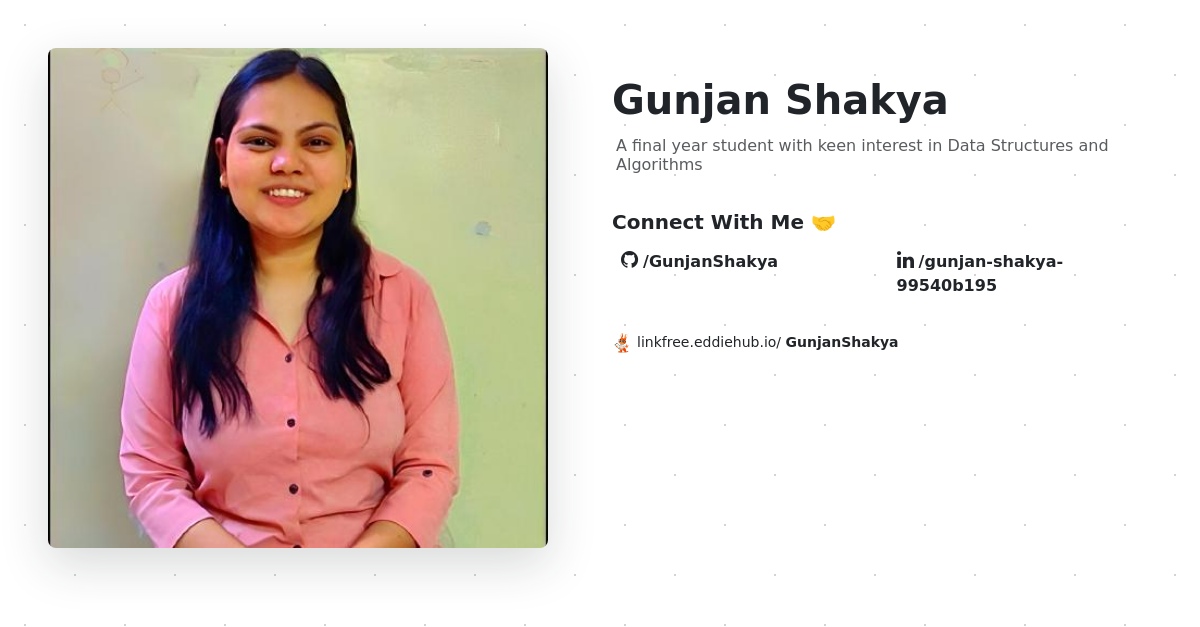 Gunjan Shakya
A final year student with keen interest in Data Structures and
Algorithms
Connect With Me 🤝
/GunjanShakya
/gunjan-shakya-
99540b195
linkfree.eddiehub.io/ GunjanShakya